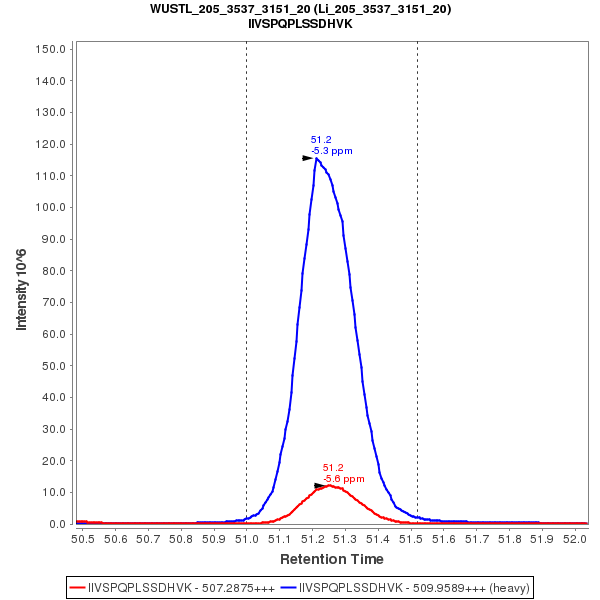 WUSTL_205_3537_3151_20 (Li_205_3537_3151_20)
IIVSPQPLSSDHVK
150.0
140.0
130.0
120.0
110.0
100.0
90.0
80.0
70.0
60.0
50.0
40.0
30.0
20.0
10.0
0.0
Intensity 10^6
51.2
-5.3 ppm
51.2
-5.6 ppm
50.5 50.6 50.7 50.8 50.9 51.0 51.1 51.2 51.3 51.4 51.5 51.6 51.7 51.8 51.9 52.0
Retention Time
IIVSPQPLSSDHVK - 507.2875+++ IIVSPQPLSSDHVK - 509.9589+++ (heavy)